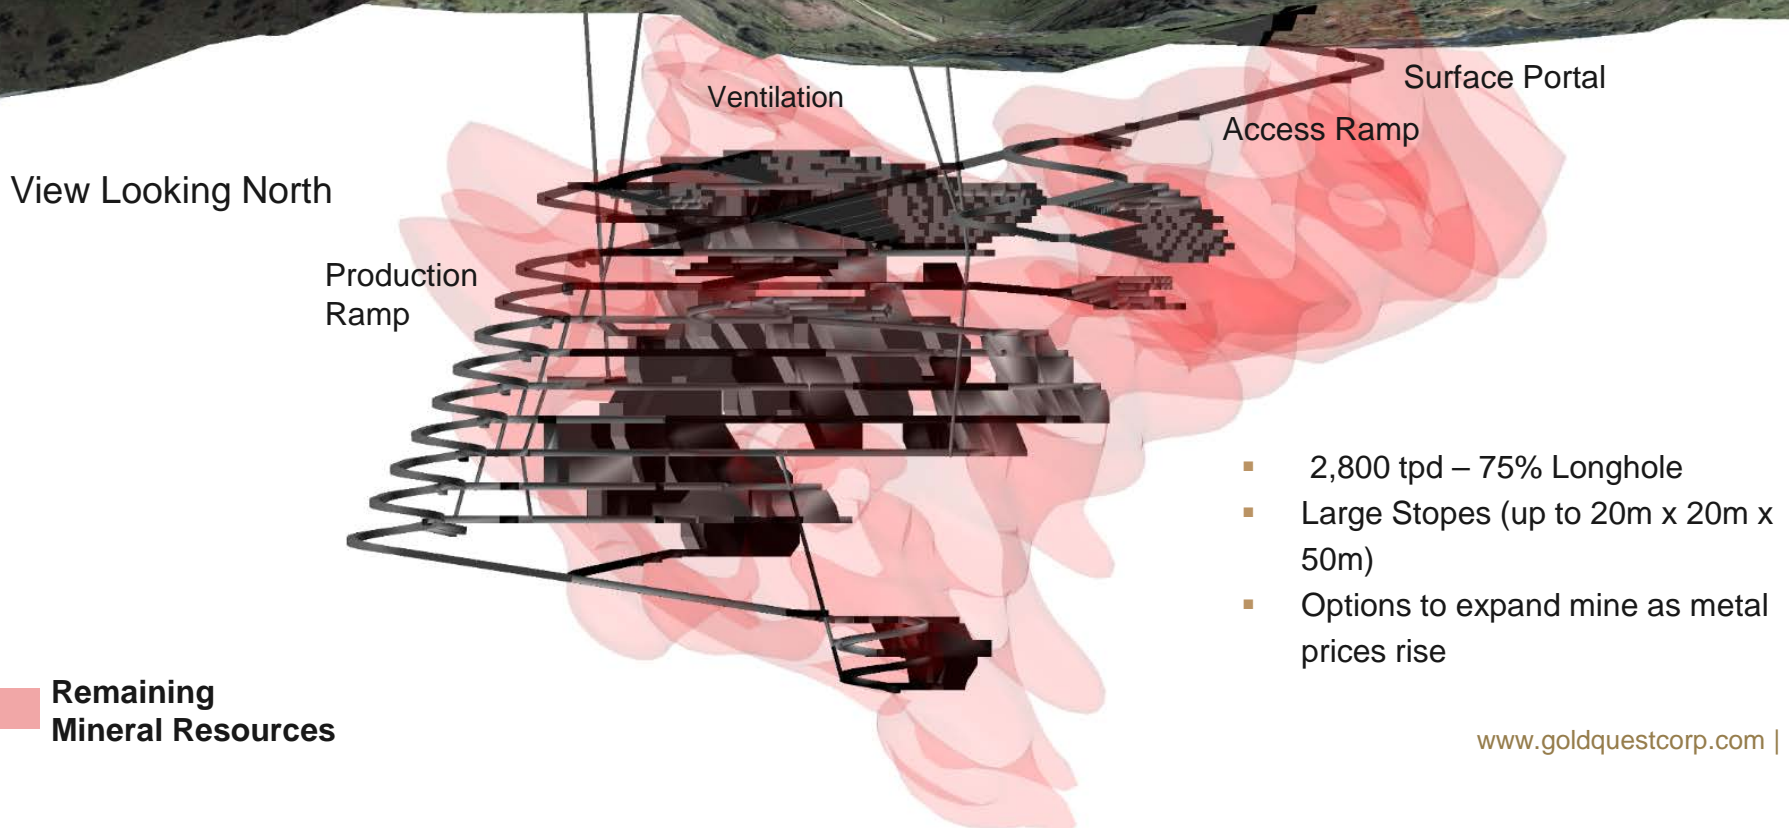 Surface Portal
Ventilation
Access Ramp
View Looking North
Production
Ramp
▪ 2,800 tpd – 75% Longhole
▪ Large Stopes (up to 20m x 20m x
50m)
▪ Options to expand mine as metal
prices rise
Remaining
Mineral Resources
www.goldquestcorp.com |